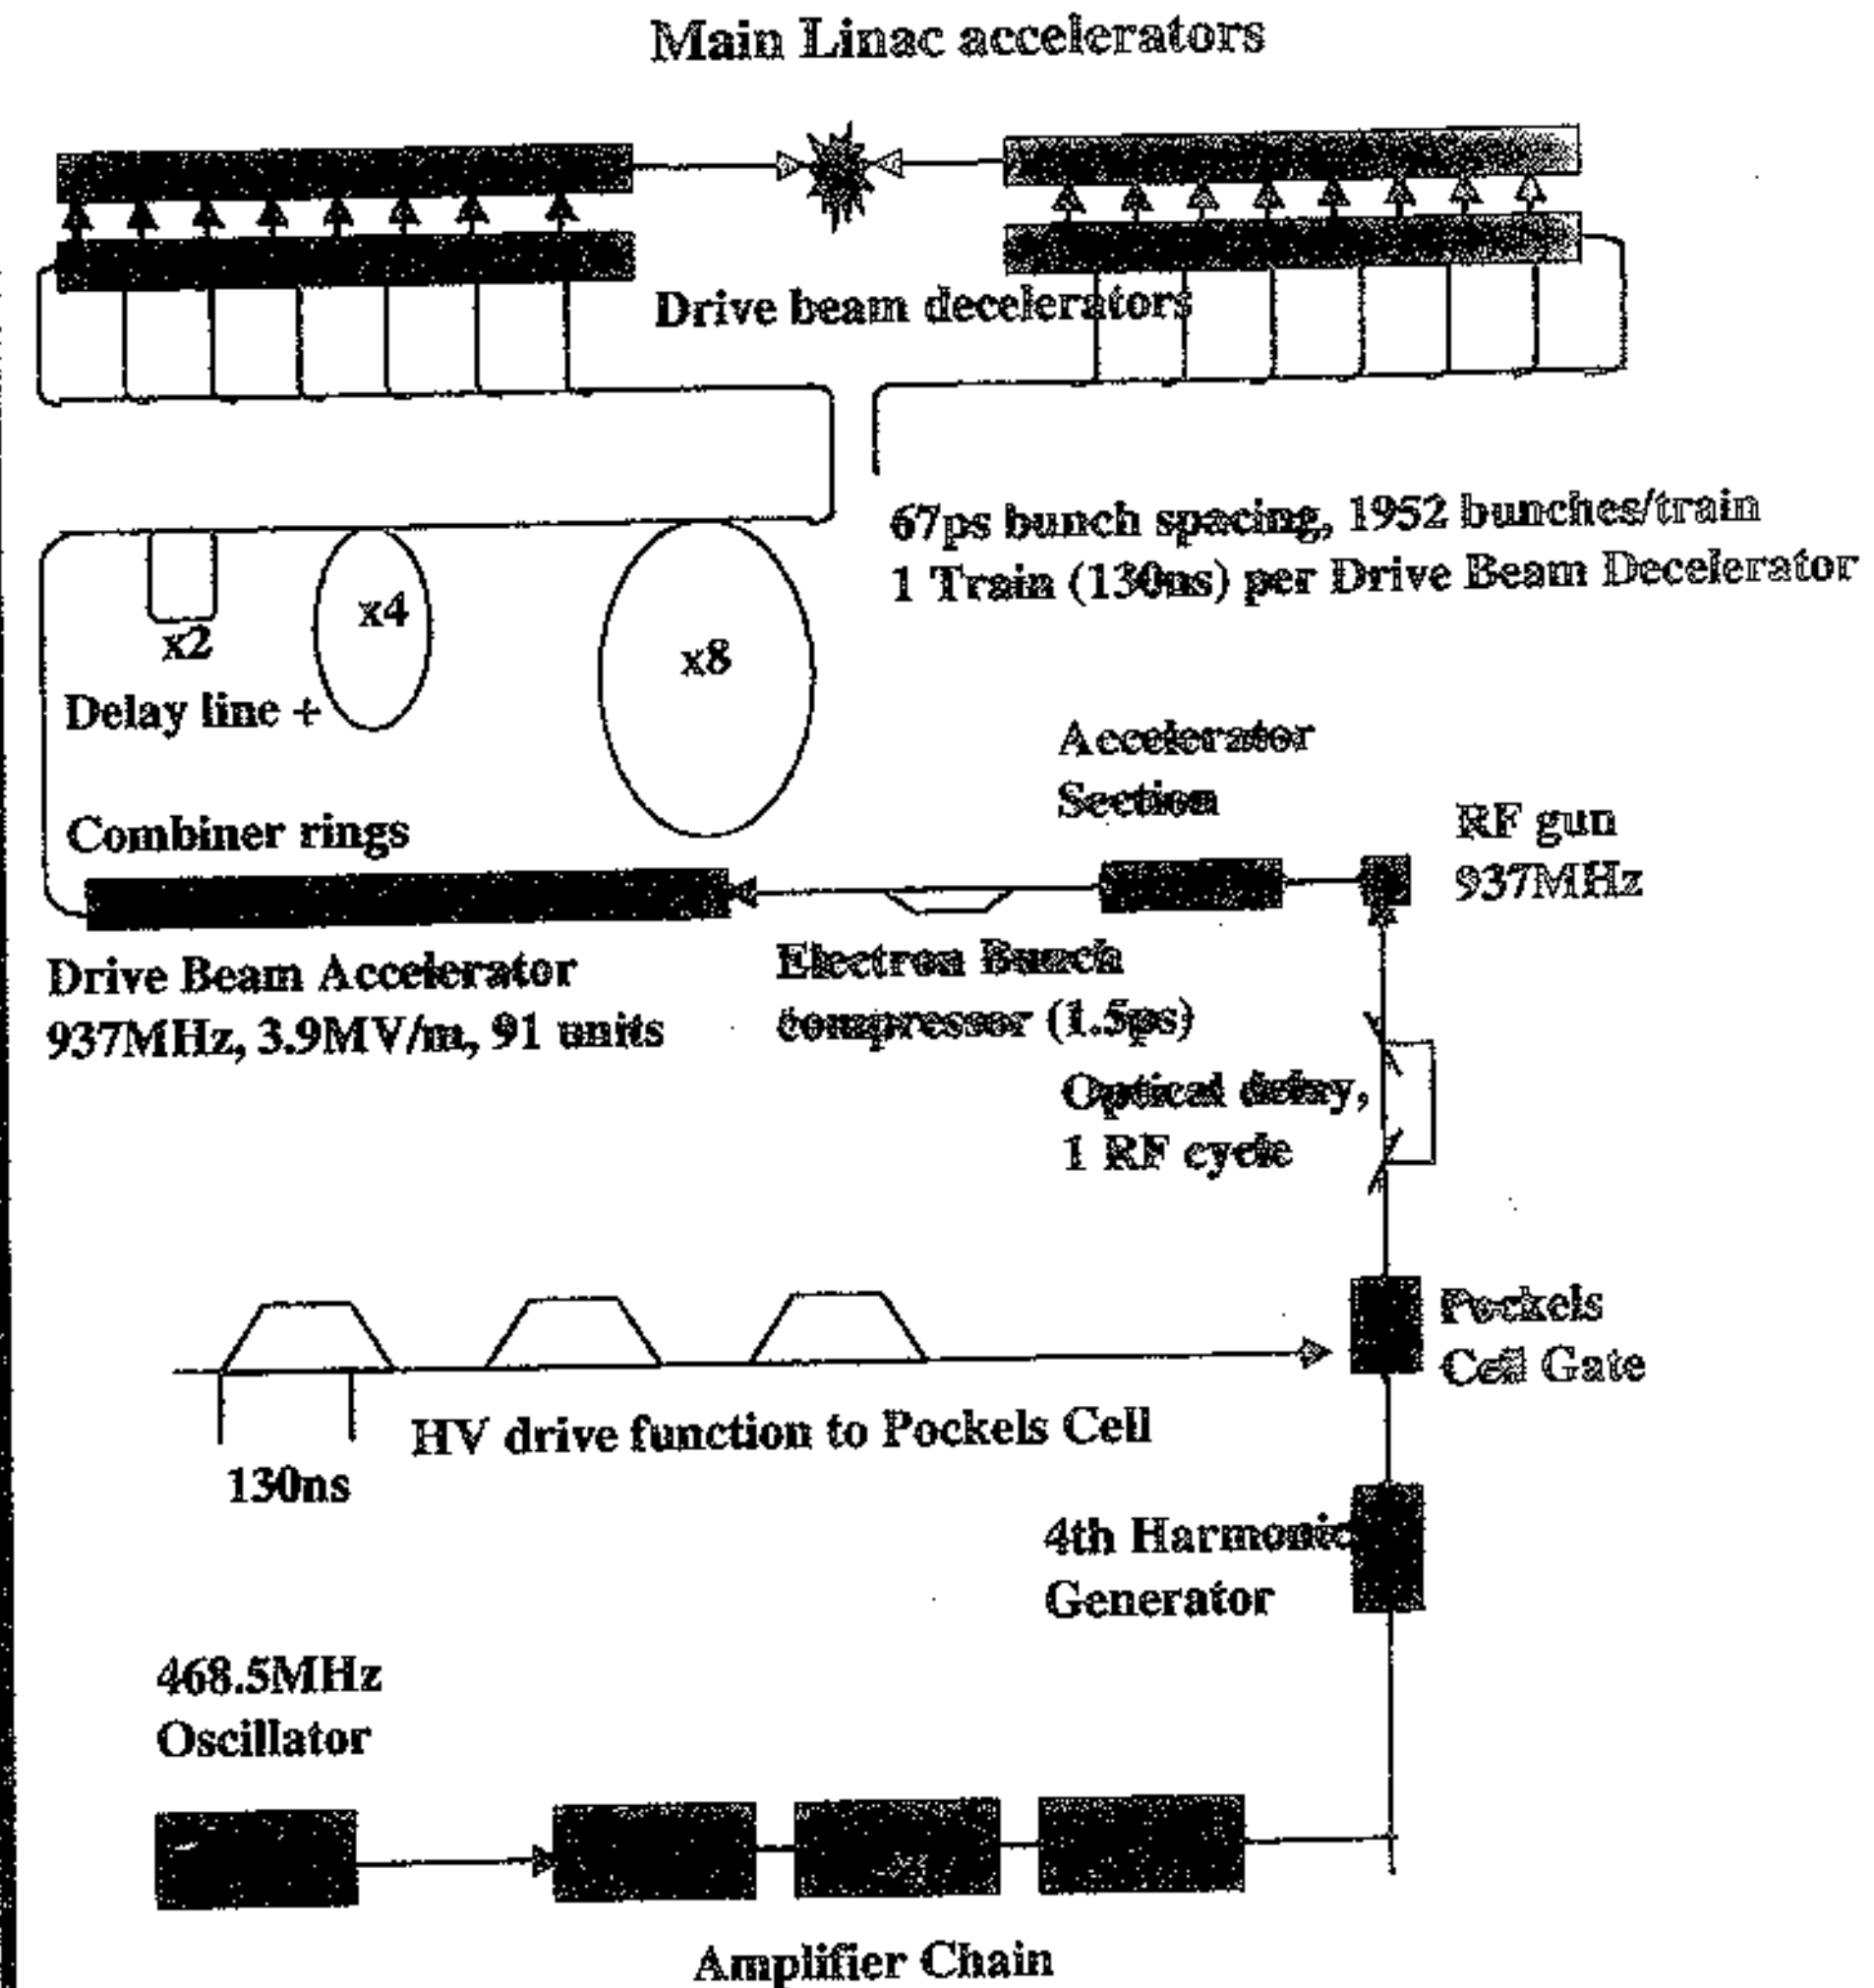 Main Linac accelerators
Drive beam decelerators
67ps bunch spacing, 1952 bunches/train
1 Train (130ns) per Drive Beam Decelerator
x2
x4
x8
Delay line +
Combiner rings
Accelerator
Section
RF gun
937MHz
Drive Beam Accelerator
937MHz, 3.9MV/m, 91 units
Electron Bunch
compressor (1.5ps)
Optical delay,
1 RF cycle
Pockels
Cell Gate
HV drive function to Pockels Cell
130ns
4th Harmonic
Generator
468.5MHz
Oscillator
Amplifier Chain